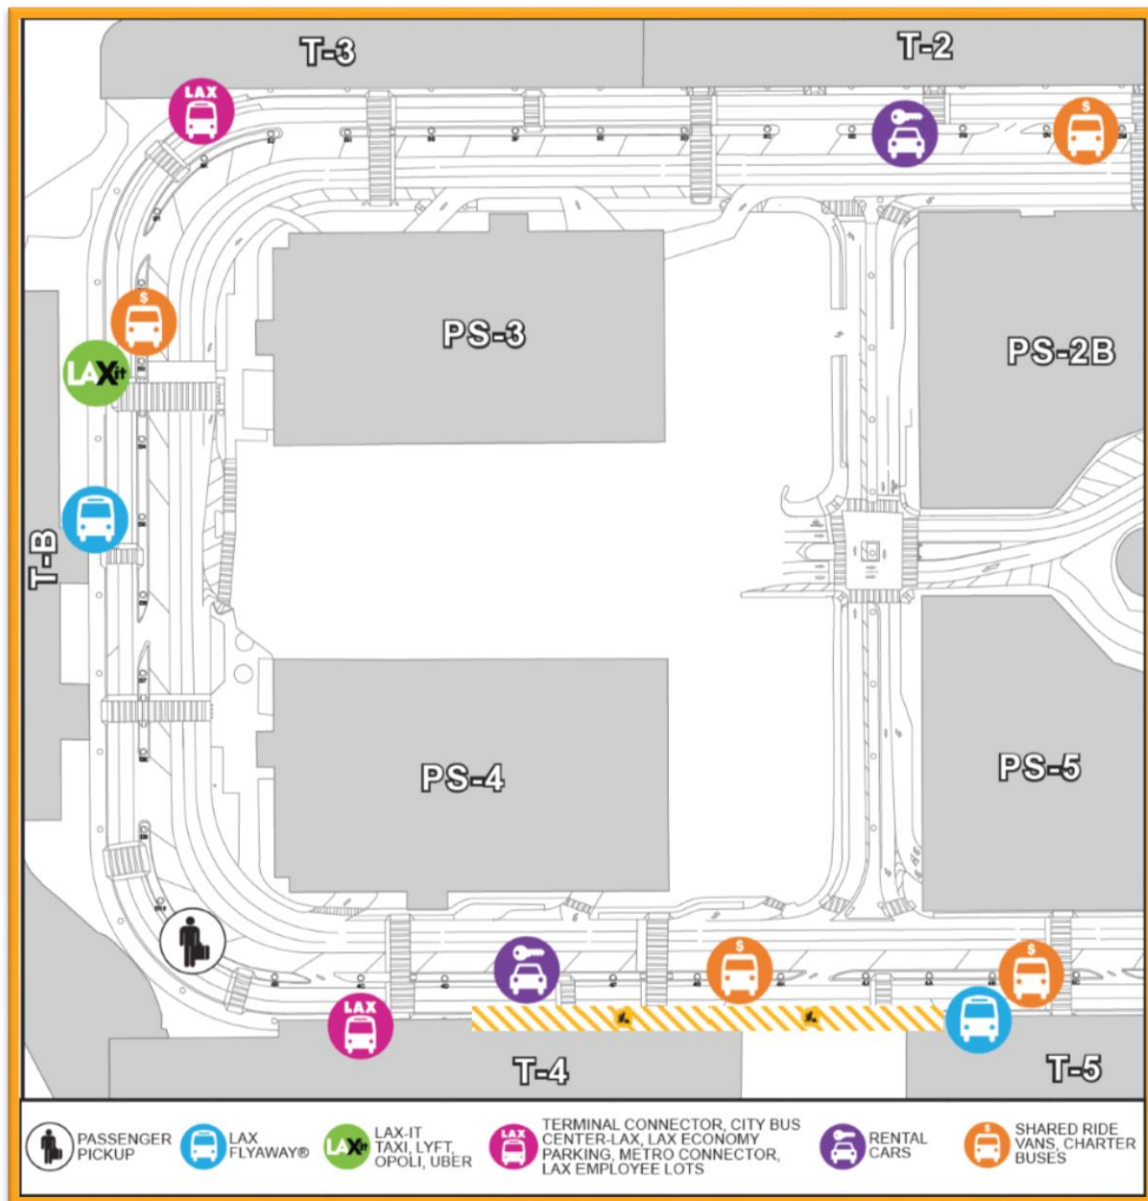 T-3
T-2
LAX
$
PS-3
PS-2B
$
LAXit
T-B
PS-4
PS-5
$
$
LAX
T-4
T-5
PASSENGER
PICKUP
LAX
FLYAWAY®
LAXit
LAX-IT
TAXI, LYFT,
OPOLI, UBER
LAX
TERMINAL CONNECTOR, CITY BUS
CENTER-LAX, LAX ECONOMY
PARKING, METRO CONNECTOR,
LAX EMPLOYEE LOTS
RENTAL
CARS
$
SHARED RIDE
VANS, CHARTER
BUSES